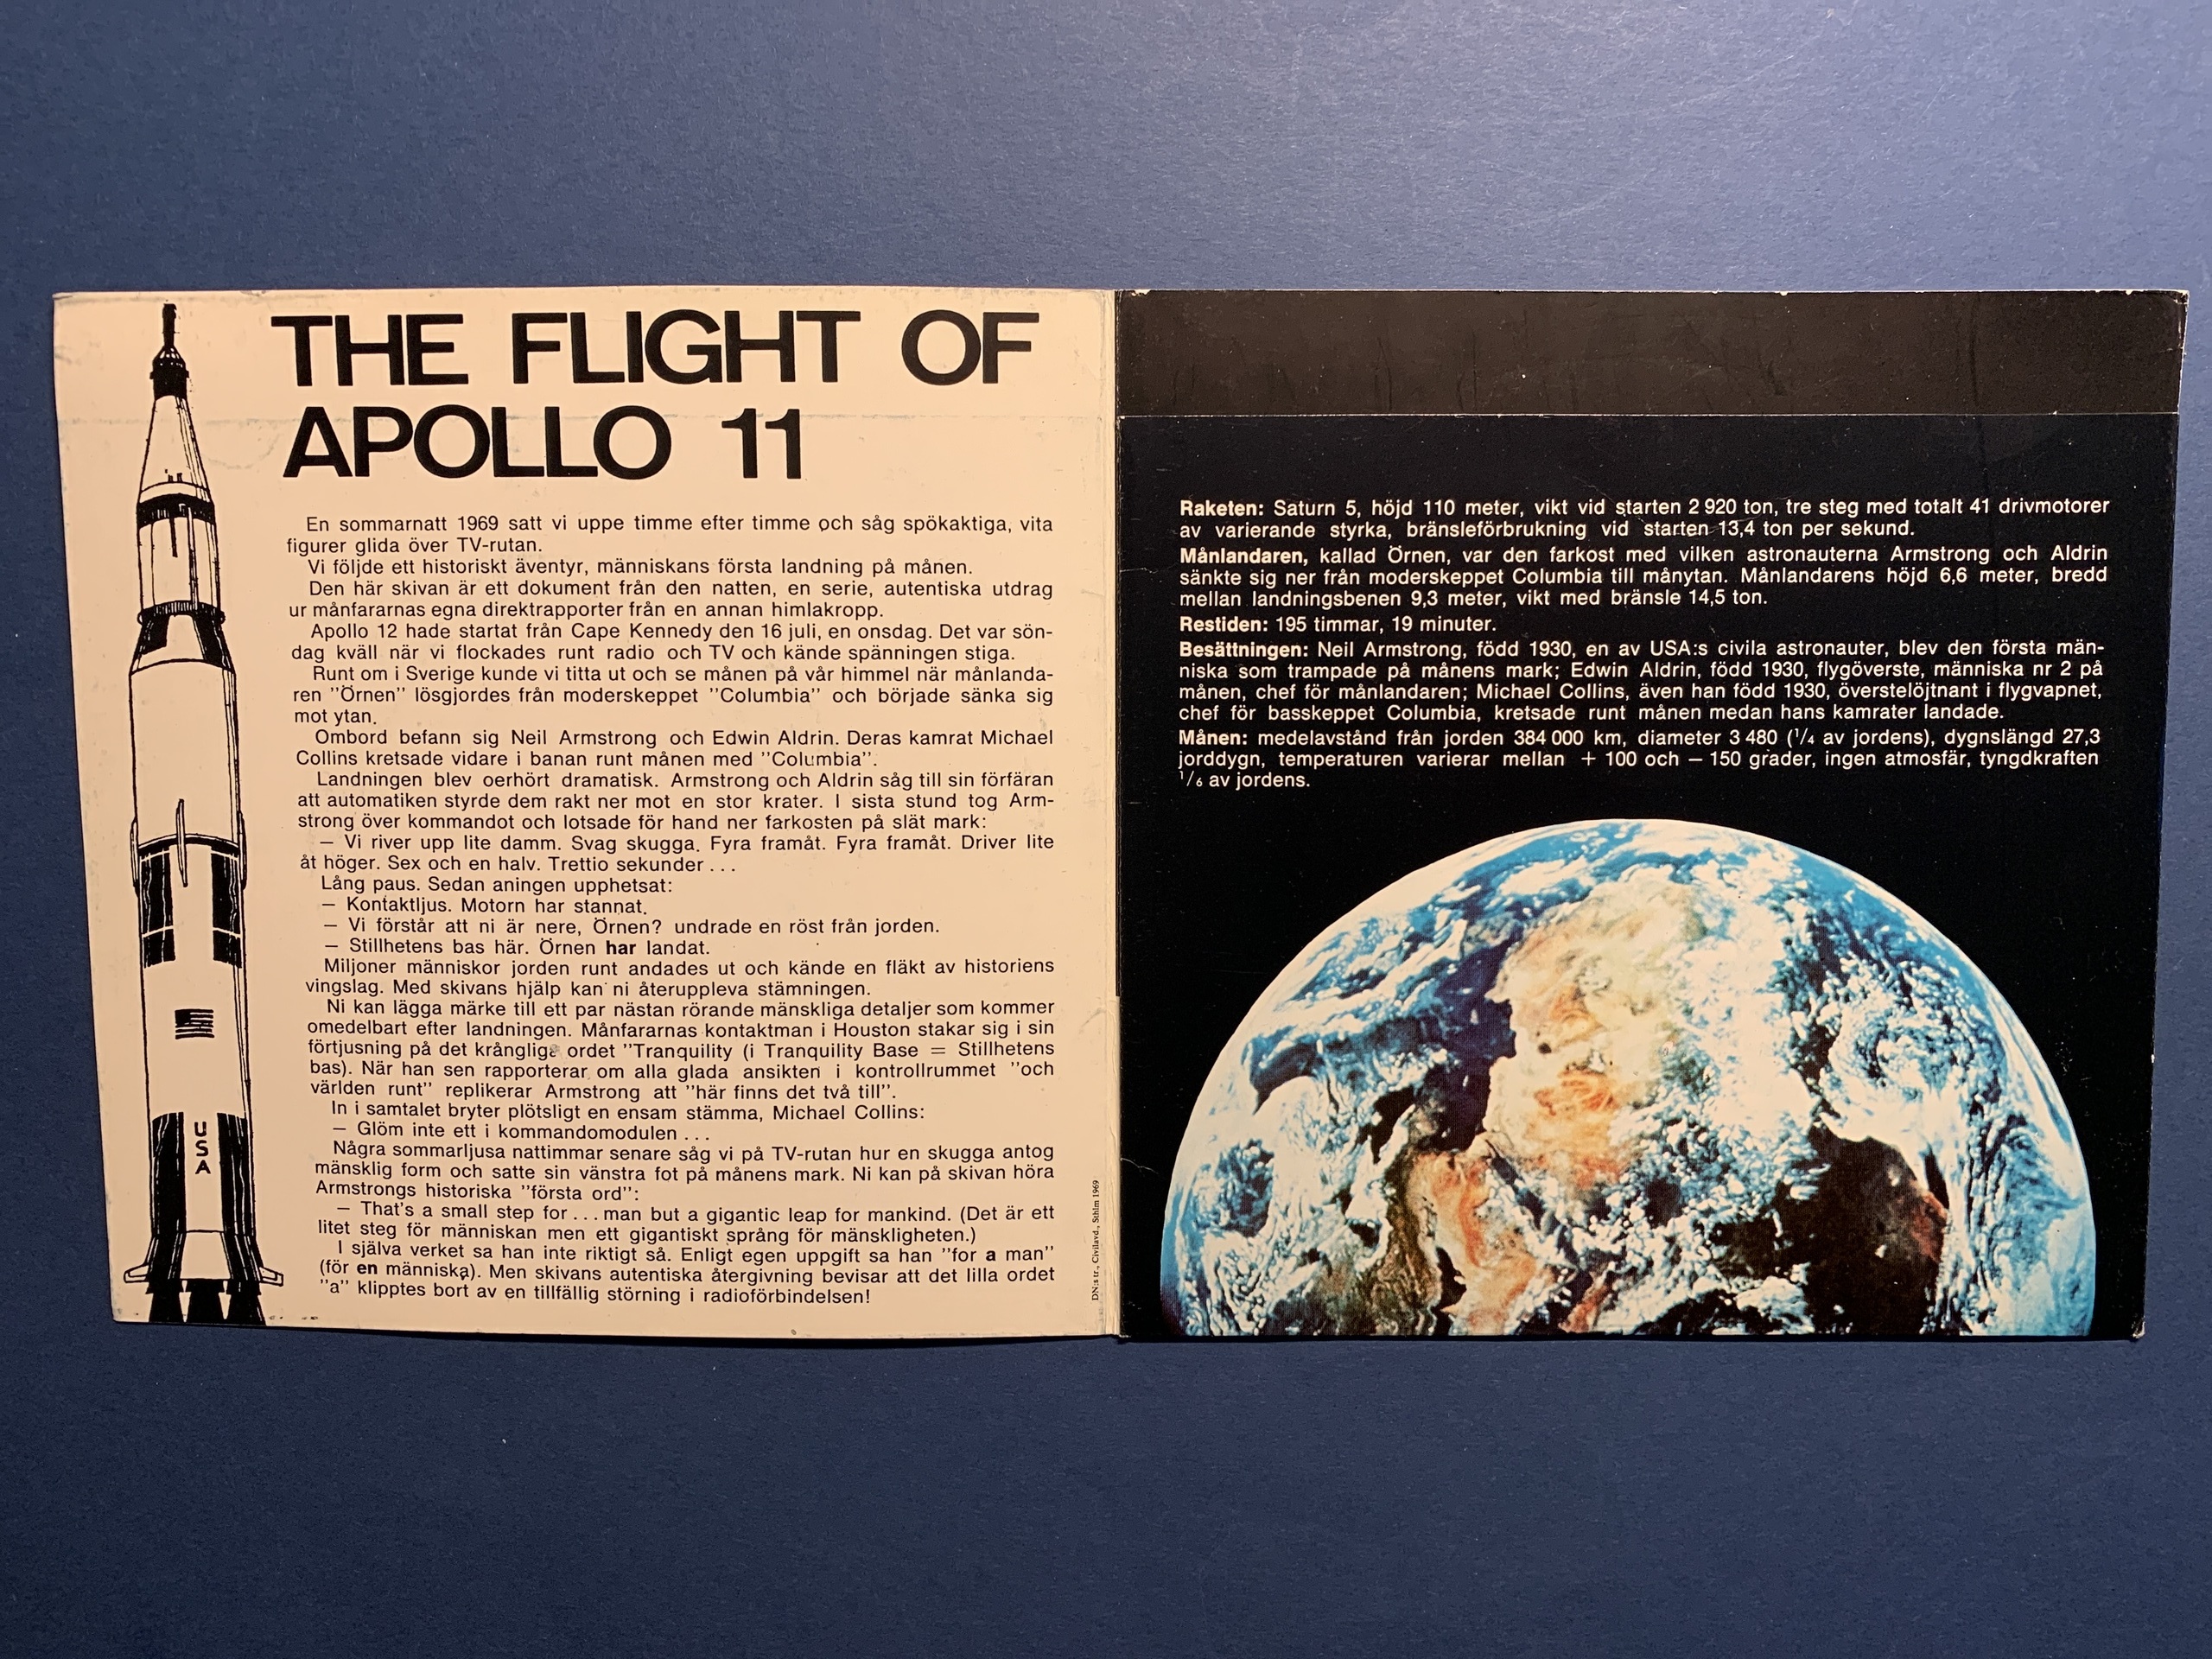 THE FLIGHT OF
APOLLO 11
En sommarnatt 1969 satt vi uppe timme efter timme och såg spökaktiga, vita
figurer glida över TV-rutan.
Vi följde ett historiskt äventyr, människans första landning på månen.
Den här skivan är ett dokument från den natten, en serie, autentiska utdrag
ur månfararnas egna direktrapporter från en annan himlakropp.
Apollo 12 hade startat från Cape Kennedy den 16 juli, en onsdag. Det var sön-
dag kväll när vi flockades runt radio och TV och kände spänningen stiga.
Runt om i Sverige kunde vi titta ut och se månen på vår himmel när månlanda-
ren "Örnen" lösgjordes från moderskeppet "Columbia" och började sänka sig
mot ytan.
Ombord befann sig Neil Armstrong och Edwin Aldrin. Deras kamrat Michael
Collins kretsade vidare i banan runt månen med "Columbia".
Landningen blev oerhört dramatisk. Armstrong och Aldrin såg till sin förfäran
att automatiken styrde dem rakt ner mot en stor krater. I sista stund tog Arm-
strong över kommandot och lotsade för hand ner farkosten på slät mark:
— Vi river upp lite damm. Svag skugga. Fyra framåt. Fyra framåt. Driver lite
åt höger. Sex och en halv. Trettio sekunder . . .
Lång paus. Sedan aningen upphetsat:
— Kontaktljus. Motorn har stannat.
— Vi förstår att ni är nere, Örnen? undrade en röst från jorden.
— Stillhetens bas här. Örnen har landat.
Miljoner människor jorden runt andades ut och kände en fläkt av historiens
vingslag. Med skivans hjälp kan ni återuppleva stämningen.
Ni kan lägga märke till ett par nästan rörande mänskliga detaljer som kommer
omedelbart efter landningen. Månfararnas kontaktman i Houston stakar sig i sin
förtjusning på det krångliga ordet "Tranquility (i Tranquility Base = Stillhetens
bas). När han sen rapporterar om alla glada ansikten i kontrollrummet "och
världen runt" replikerar Armstrong att "här finns det två till".
In i samtalet bryter plötsligt en ensam stämma, Michael Collins:
— Glöm inte ett i kommandomodulen . . .
Några sommarljusa nattimmar senare såg vi på TV-rutan hur en skugga antog
mänsklig form och satte sin vänstra fot på månens mark. Ni kan på skivan höra
Armstrongs historiska "första ord":
— That's a small step for . . . man but a gigantic leap for mankind. (Det är ett
litet steg för människan men ett gigantiskt språng för mänskligheten.)
I själva verket sa han inte riktigt så. Enligt egen uppgift sa han "for a man"
(för en människa). Men skivans autentiska återgivning bevisar att det lilla ordet
"a" klipptes bort av en tillfällig störning i radioförbindelsen!
USA
DN:s tr., Civilavd., Sthlm 1969
Raketen: Saturn 5, höjd 110 meter, vikt vid starten 2 920 ton, tre steg med totalt 41 drivmotorer
av varierande styrka, bränsleförbrukning vid starten 13,4 ton per sekund.
Månlandaren, kallad Örnen, var den farkost med vilken astronauterna Armstrong och Aldrin
sänkte sig ner från moderskeppet Columbia till månytan. Månlandarens höjd 6,6 meter, bredd
mellan landningsbenen 9,3 meter, vikt med bränsle 14,5 ton.
Restiden: 195 timmar, 19 minuter.
Besättningen: Neil Armstrong, född 1930, en av USA:s civila astronauter, blev den första män-
niska som trampade på månens mark; Edwin Aldrin, född 1930, flygöverste, människa nr 2 på
månen, chef för månlandaren; Michael Collins, även han född 1930, överstelöjtnant i flygvapnet,
chef för basskeppet Columbia, kretsade runt månen medan hans kamrater landade.
Månen: medelavstånd från jorden 384 000 km, diameter 3 480 (1/4 av jordens), dygnslängd 27,3
jorddygn, temperaturen varierar mellan + 100 och — 150 grader, ingen atmosfär, tyngdkraften
1/6 av jordens.